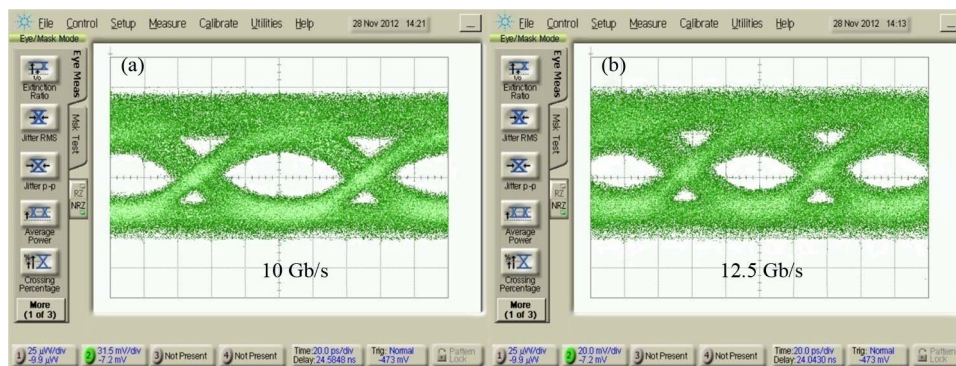 File Control Setup Measure Calibrate Utilities Help 28 Nov 2012 14:21
Eye/Mask Mode
(a)
Extinction
Ratio
Jitter RMS
Jitter p-p
Average
Power
Crossing
Percentage
More
(1 of 3)
Eye Meas
Msk Test
RZ
NRZ
10 Gb/s
1) 25 µW/div
-9.9 µW
2) 31.5 mV/div
-7.2 mV
3) Not Present
4) Not Present
Time:20.0 ps/div
Delay:24.5848 ns
Trig: Normal
-473 mV
Pattern
Lock
File Control Setup Measure Calibrate Utilities Help 28 Nov 2012 14:13
Eye/Mask Mode
(b)
Extinction
Ratio
Jitter RMS
Jitter p-p
Average
Power
Crossing
Percentage
More
(1 of 3)
Eye Meas
Msk Test
RZ
NRZ
12.5 Gb/s
1) 25 µW/div
-9.9 µW
2) 20.0 mV/div
-7.2 mV
3) Not Present
4) Not Present
Time:20.0 ps/div
Delay:24.0430 ns
Trig: Normal
-473 mV
Pattern
Lock